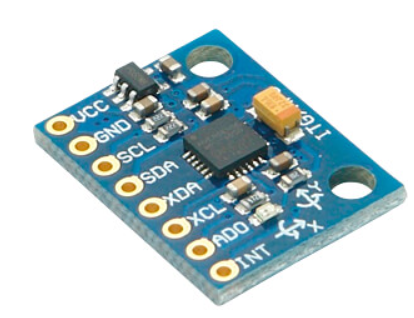 VCC
GND
SCL
SDA
XDA
XCL
ADO
INT
ITG
Y
X